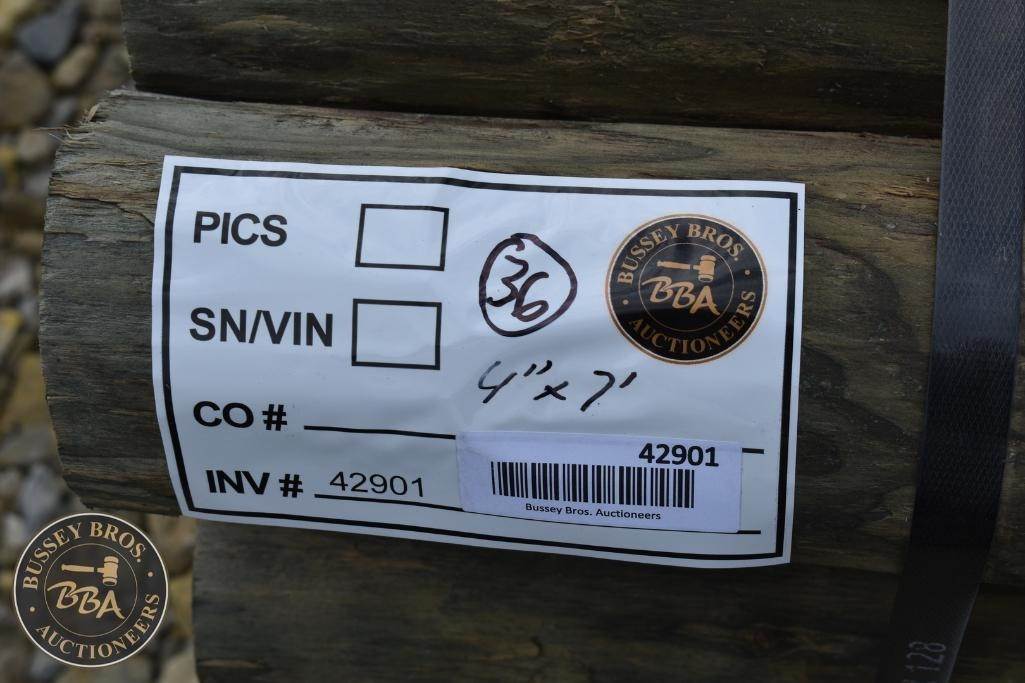 PICS
SN/VIN
CO #
INV # 42901
36
4" x 7'
BUSSEY BROS.
BBA
AUCTIONEERS
42901
Bussey Bros. Auctioneers
BUSSEY BROS.
BBA
AUCTIONEERS
128